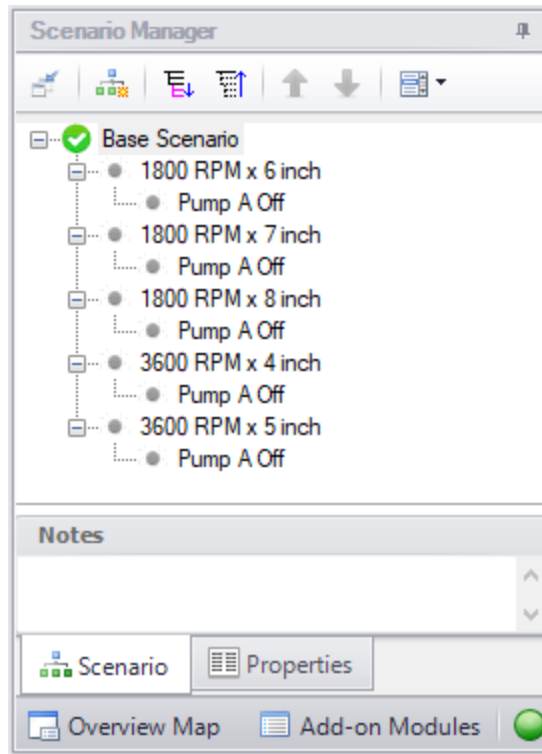 Scenario Manager
Base Scenario
1800 RPM x 6 inch
Pump A Off
1800 RPM x 7 inch
Pump A Off
1800 RPM x 8 inch
Pump A Off
3600 RPM x 4 inch
Pump A Off
3600 RPM x 5 inch
Pump A Off
Notes
Scenario Properties
Overview Map Add-on Modules